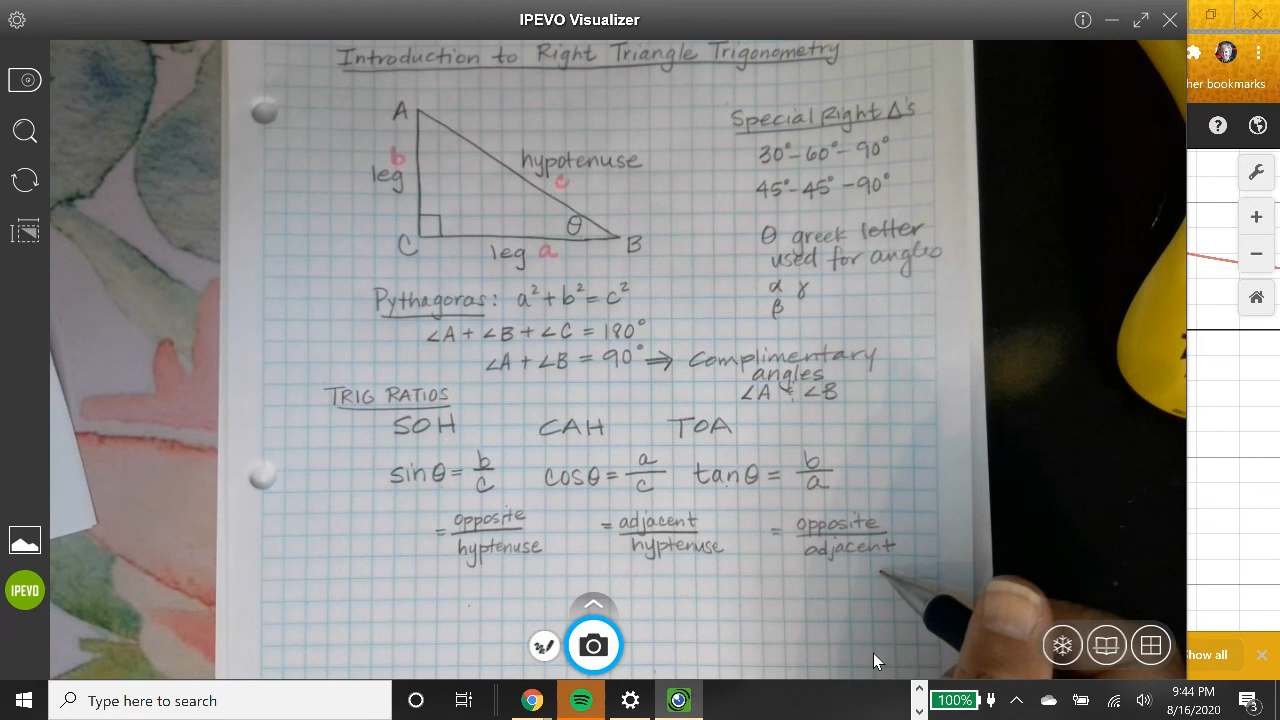 IPEVO Visualizer
Introduction to Right Triangle Trigonometry
A
b
leg
hypotenuse
c
θ
C
leg a
B
Special Right Δ's
30°-60°-90°
45°-45°-90°
θ greek letter
used for angles
α γ
β
Pythagoras: a²+b²=c²
∠A+∠B+∠C=180°
∠A+∠B=90° ⇒ Complimentary
angles
∠A & ∠B
TRIG RATIOS
SOH CAH TOA
sinθ = b/c cosθ = a/c tanθ = b/a
= opposite/hyptenuse = adjacent/hyptenuse = opposite/adjacent
IPEVO
her bookmarks
how all
Type here to search
100%
9:44 PM
8/16/2020
3